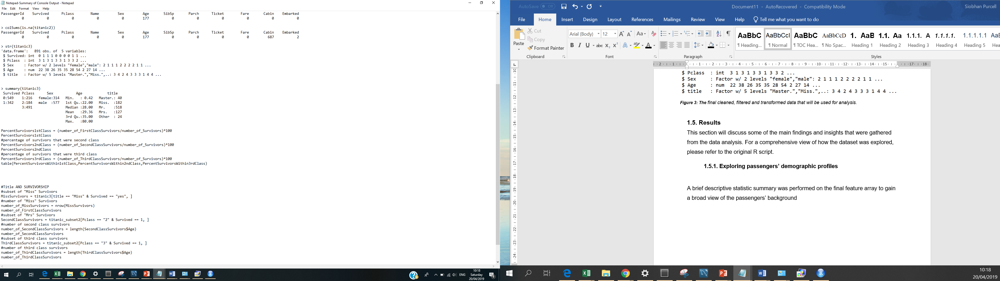 Notepad-Summary of Console Output - Notepad
File Edit Format View Help
PassengerId Survived Pclass Name Sex Age SibSp Parch Ticket Fare Cabin Embarked
0 0 0 0 0 177 0 0 0 0 0 0
> colSums(is.na(titanic2))
PassengerId Survived Pclass Name Sex Age SibSp Parch Ticket Fare Cabin Embarked
0 0 0 0 0 177 0 0 0 0 687 2
> str(titanic3)
'data.frame': 891 obs. of 5 variables:
$ Survived: int 0 1 1 1 0 0 0 0 1 1 ...
$ Pclass : int 3 1 3 1 3 3 1 3 3 2 ...
$ Sex : Factor w/ 2 levels "female","male": 2 1 1 1 2 2 2 2 1 1 ...
$ Age : num 22 38 26 35 35 28 54 2 27 14 ...
$ title : Factor w/ 5 levels "Master.","Miss.",..: 3 4 2 4 3 3 3 1 4 4 ...
> summary(titanic3)
Survived Pclass Sex Age title
0:549 1:216 female:314 Min. : 0.42 Master.: 40
1:342 2:184 male :577 1st Qu.:22.00 Miss. :182
3:491 Median :28.00 Mr. :518
Mean :29.36 Mrs. :127
3rd Qu.:35.00 Other : 24
Max. :80.00
PercentSurvivors1stClass = (number_of_FirstClassSurvivors/number_of_Survivors)*100
PercentSurvivors1stClass
#percentage of survivors that were second class
PercentSurvivors2ndClass = (number_of_SecondClassSurvivors/number_of_Survivors)*100
PercentSurvivors2ndClass
#percentage of survivors that were third class
PercentSurvivors3rdClass = (number_of_ThirdClassSurvivors/number_of_Survivors)*100
table(PercentSurvivorsWithin1stClass,PercentSurvivorsWithin2ndClass,PercentSurvivorsWithin3rdClass)
#Title AND SURVIVORSHIP
#subset of "Miss" Survivors
MissSurvivors = titanic3[title == "Miss" & Survived == "yes", ]
#number of "Miss" Survivors
number_of_MissSurvivors = nrow(MissSurvivors)
number_of_FirstClassSurvivors
#subset of "Mrs" Survivors
SecondClassSurvivors = titanic_subset2[Pclass == "2" & Survived == 1, ]
#number of second class survivors
number_of_SecondClassSurvivors = length(SecondClassSurvivors$Age)
number_of_SecondClassSurvivors
#subset of third class survivors
ThirdClassSurvivors = titanic_subset2[Pclass == "3" & Survived == 1, ]
#number of third class survivors
number_of_ThirdClassSurvivors = length(ThirdClassSurvivors$Age)
number_of_ThirdClassSurvivors
ENG
10:18
Saturday
20/04/2019
AutoSave Off
Document11 - AutoRecovered - Compatibility Mode
Siobhan Purcell
File Home Insert Design Layout References Mailings Review View Help Tell me what you want to do
Paste
Cut
Copy
Format Painter
Clipboard
Arial (Body) 12
Font
Paragraph
AaBbC AaBbCcI AaBbC AaBbCcD 1. AaB 1.1. Aa 1.1.1. A 1.1.1.1. 1.1.1.1.1 AaB
¶ Heading... ¶ Normal ¶ TOC Hea... ¶ No Spac... Heading 1 Heading 2 Heading 3 Heading 4 Heading 5 Hea
Styles
$ Pclass : int 3 1 3 1 3 3 1 3 3 2 ...
$ Sex : Factor w/ 2 levels "female","male": 2 1 1 1 2 2 2 2 1 1 ...
$ Age : num 22 38 26 35 35 28 54 2 27 14 ...
$ title : Factor w/ 5 levels "Master.","Miss.",..: 3 4 2 4 3 3 3 1 4 4 ...
Figure 3: The final cleaned, filtered and transformed data that will be used for analysis.
1.5. Results
This section will discuss some of the main findings and insights that were gathered
from the data analysis. For a comprehensive view of how the dataset was explored,
please refer to the original R script.
1.5.1. Exploring passengers’ demographic profiles
A brief descriptive statistic summary was performed on the final feature array to gain
a broad view of the passengers’ background
10:18
20/04/2019